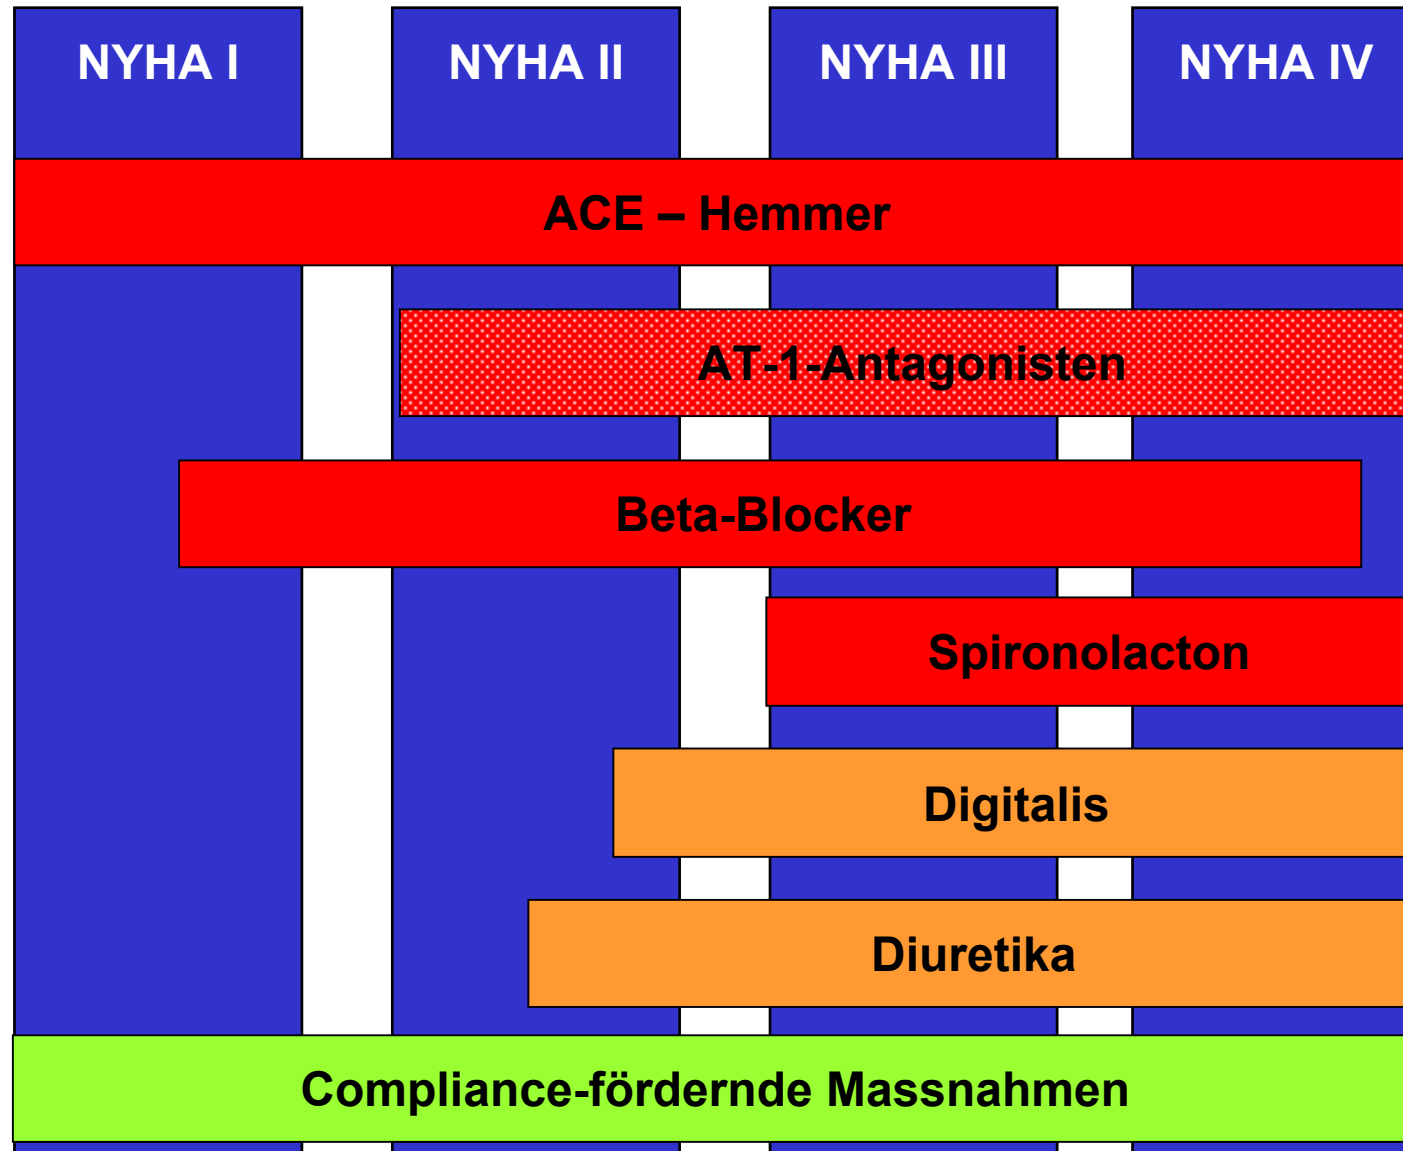 NYHA I NYHA II NYHA III NYHA IV
ACE – Hemmer
AT-1-Antagonisten
Beta-Blocker
Spironolacton
Digitalis
Diuretika
Compliance-fördernde Massnahmen